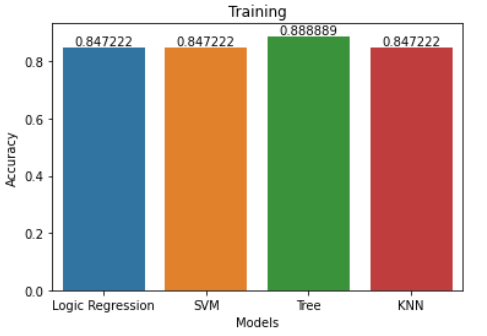 Training
0.847222 0.847222 0.888889 0.847222
Accuracy
0.8
0.6
0.4
0.2
0.0
Logic Regression SVM Tree KNN
Models